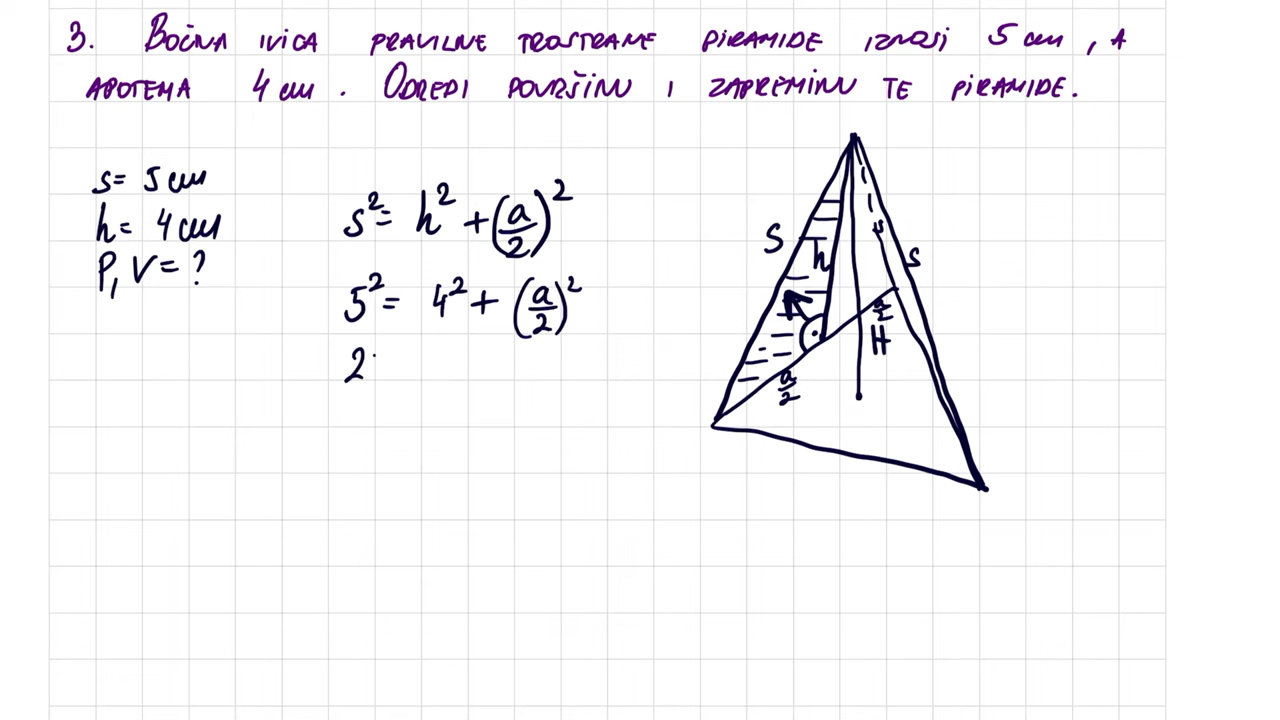 3. BOČNA IVICA PRAVILNE TROSTRANE PIRAMIDE IZNOSI 5 cm, A
APOTEMA 4 cm. ODREDI POVRŠINU I ZAPREMINU TE PIRAMIDE.
s = 5 cm
h = 4 cm
P, V = ?
s² = h² + (a/2)²
5² = 4² + (a/2)²
2
S
h
s
s
a/2
H
a/2